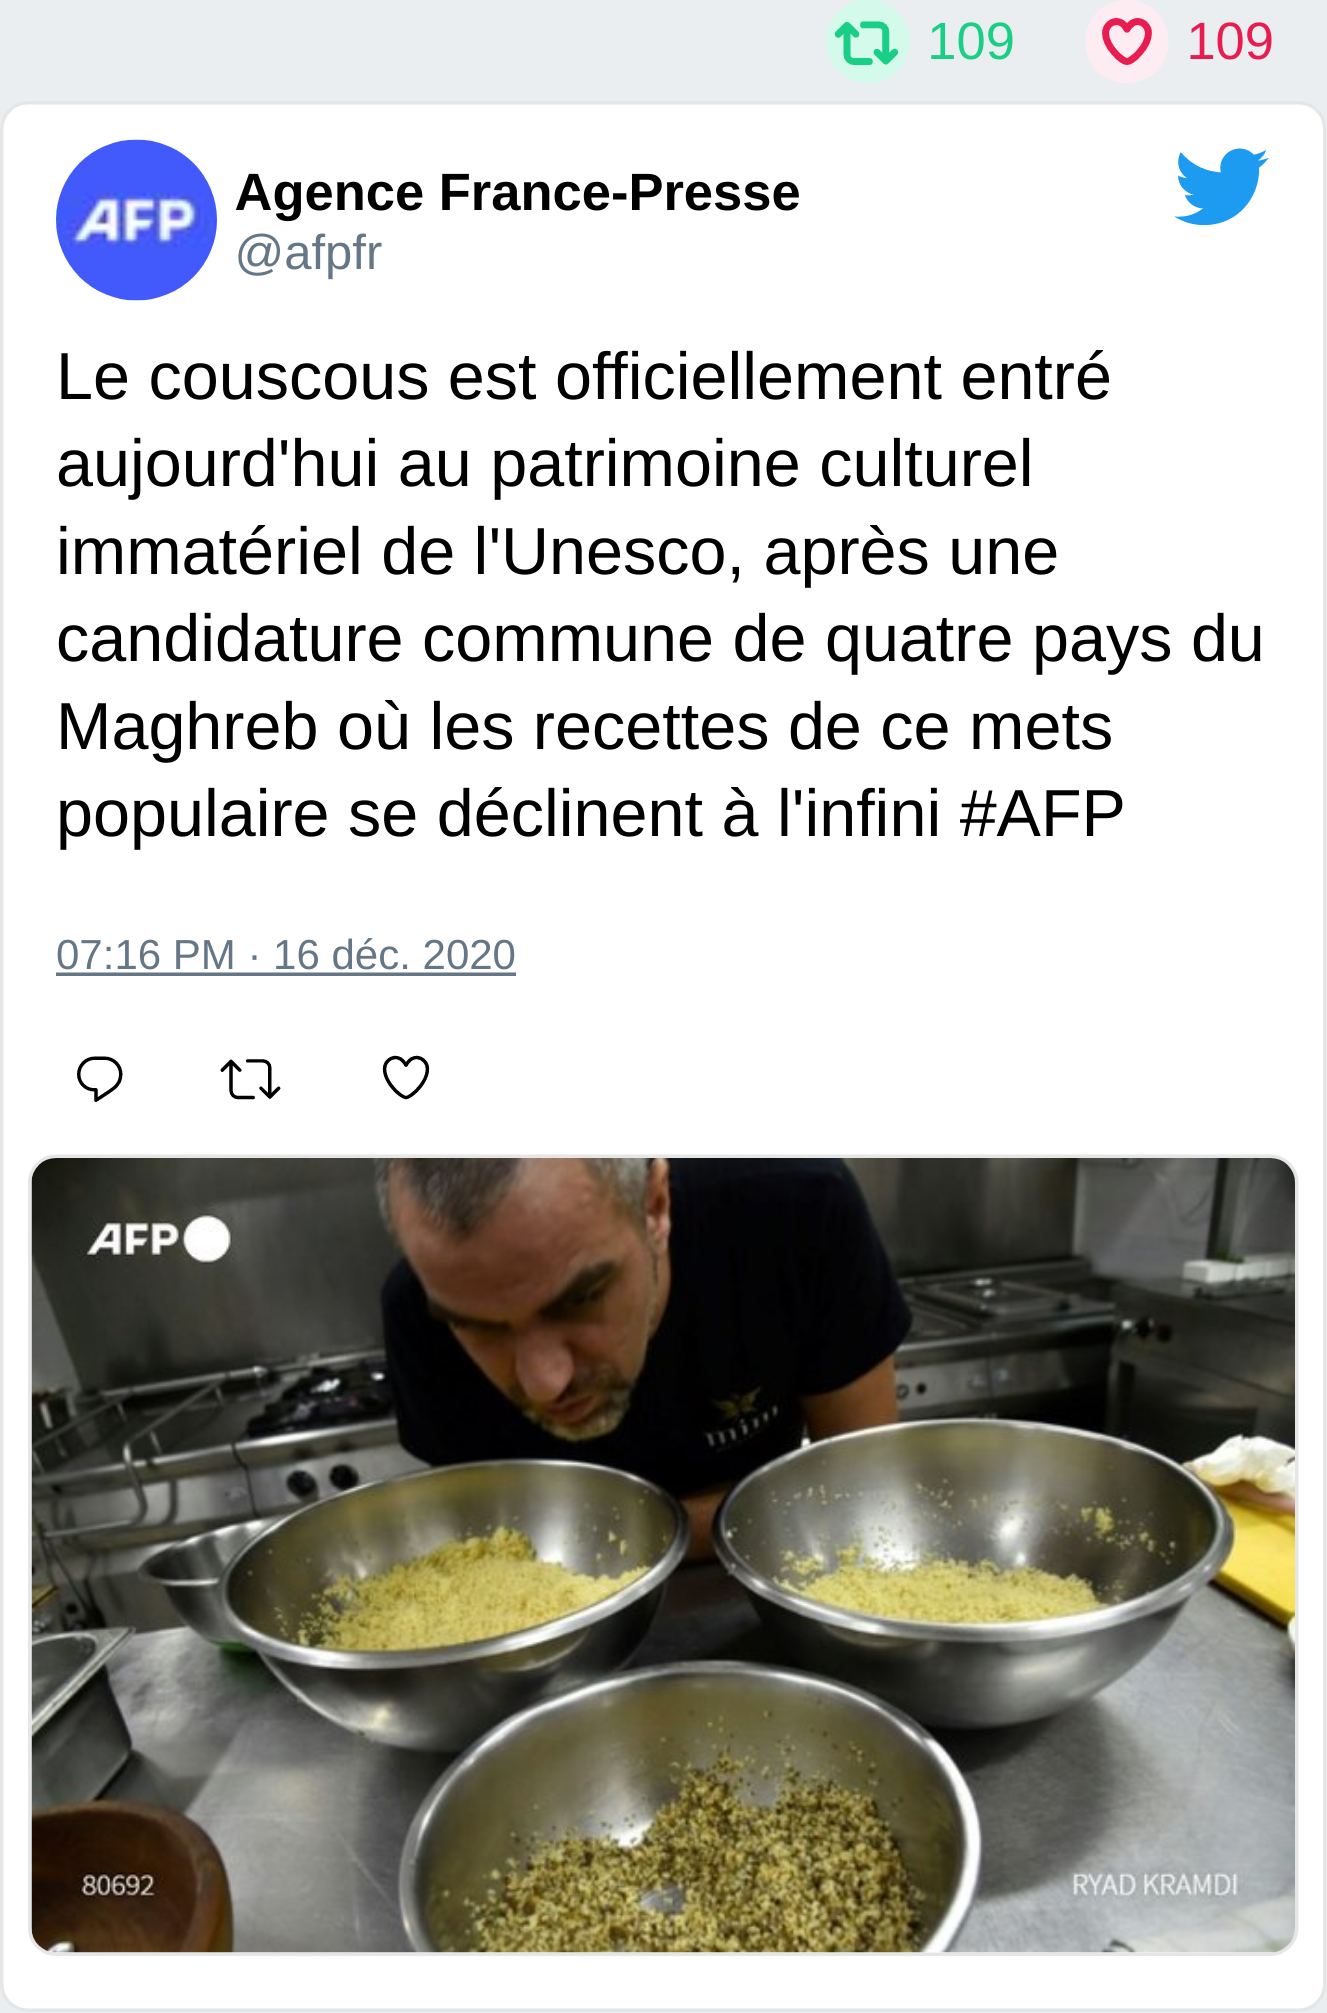 109 109
AFP
Agence France-Presse
@afpfr
Le couscous est officiellement entré
aujourd'hui au patrimoine culturel
immatériel de l'Unesco, après une
candidature commune de quatre pays du
Maghreb où les recettes de ce mets
populaire se déclinent à l'infini #AFP
07:16 PM · 16 déc. 2020
AFP
80692
RYAD KRAMDI